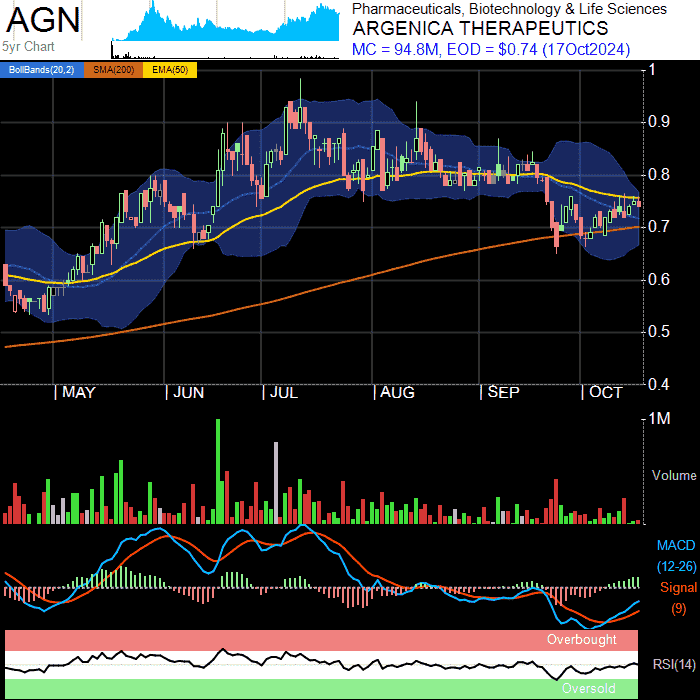 AGN
5yr Chart
Pharmaceuticals, Biotechnology & Life Sciences
ARGENICA THERAPEUTICS
MC = 94.8M, EOD = $0.74 (17Oct2024)
BollBands(20,2) SMA(200) EMA(50)
1
0.9
0.8
0.7
0.6
0.5
0.4
MAY JUN JUL AUG SEP OCT
1M
Volume
MACD
(12-26)
Signal
(9)
Overbought
RSI(14)
Oversold